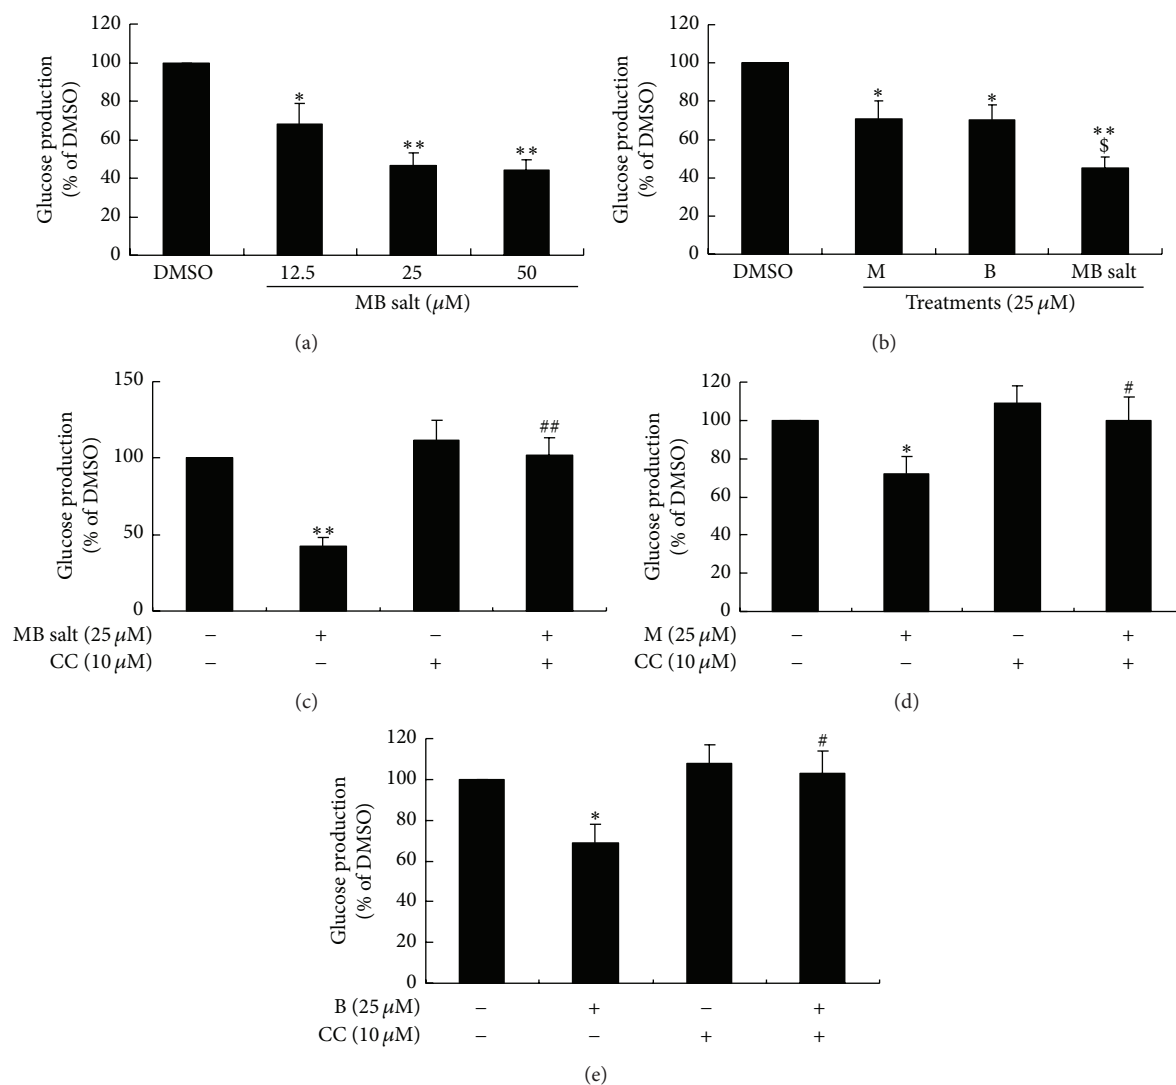 Glucose production
(% of DMSO)
120
100
80
60
40
20
0
*
**
**
DMSO
12.5
25
50
MB salt (μM)
(a)
Glucose production
(% of DMSO)
120
100
80
60
40
20
0
*
*
**
$
DMSO
M
B
MB salt
Treatments (25 μM)
(b)
Glucose production
(% of DMSO)
150
100
50
0
**
##
MB salt (25 μM) − + − +
CC (10 μM) − − + +
(c)
Glucose production
(% of DMSO)
120
100
80
60
40
20
0
*
#
M (25 μM) − + − +
CC (10 μM) − − + +
(d)
Glucose production
(% of DMSO)
120
100
80
60
40
20
0
*
#
B (25 μM) − + − +
CC (10 μM) − − + +
(e)